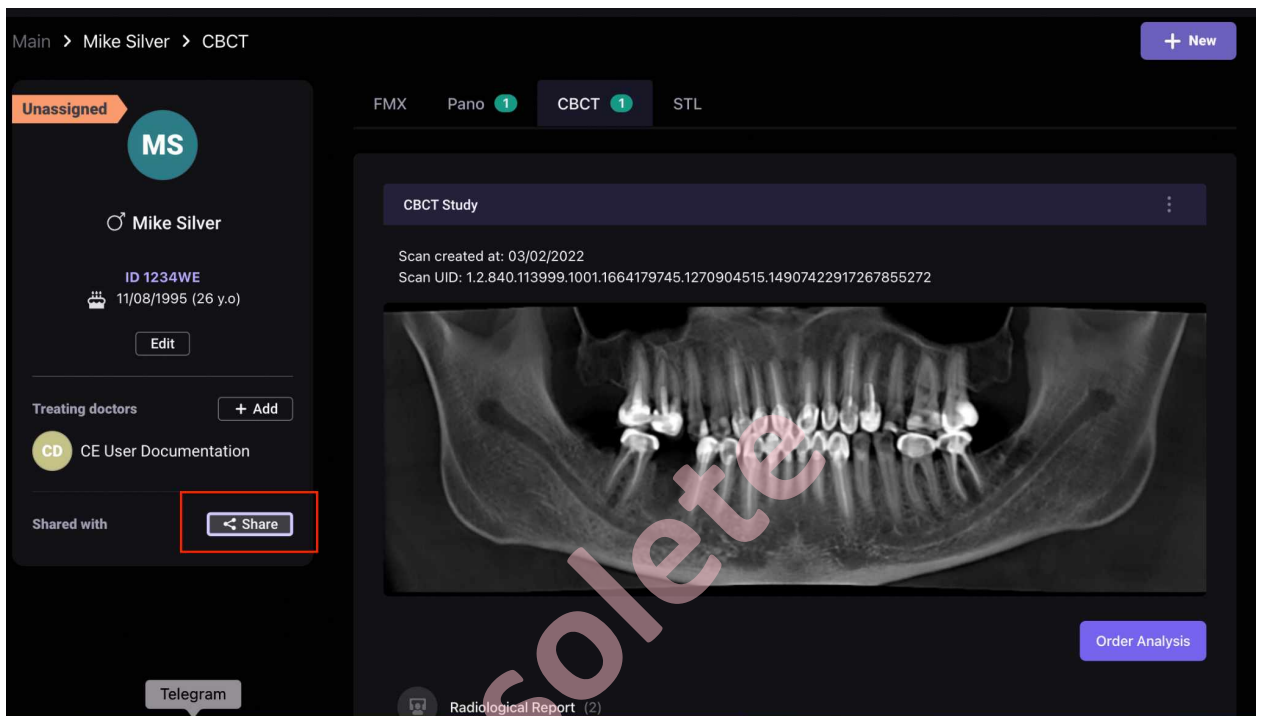 Main > Mike Silver > CBCT
+ New
Unassigned
MS
Mike Silver
ID 1234WE
11/08/1995 (26 y.o)
Edit
Treating doctors
+ Add
CD
CE User Documentation
Shared with
Share
Telegram
FMX
Pano 1
CBCT 1
STL
CBCT Study
Scan created at: 03/02/2022
Scan UID: 1.2.840.113999.1001.1664179745.1270904515.14907422917267855272
Order Analysis
Radiological Report (2)
solete